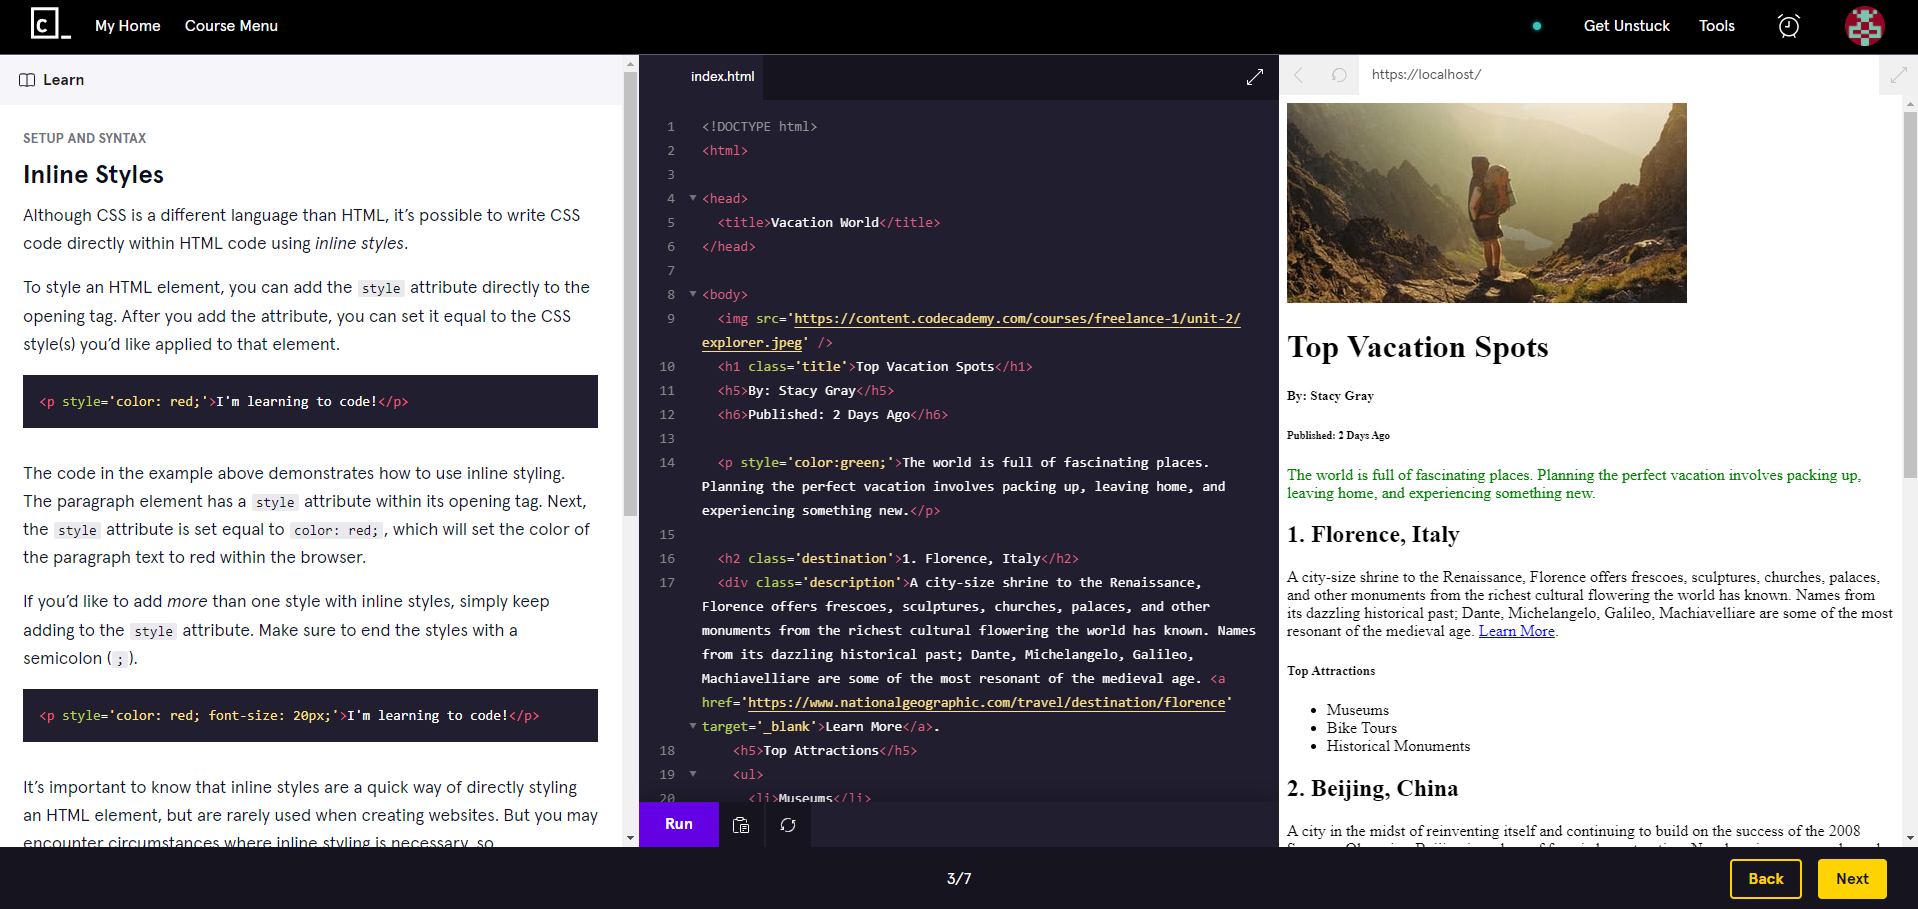 My Home
Course Menu
Get Unstuck
Tools
Learn
SETUP AND SYNTAX
Inline Styles
Although CSS is a different language than HTML, it’s possible to write CSS
code directly within HTML code using inline styles.
To style an HTML element, you can add the style attribute directly to the
opening tag. After you add the attribute, you can set it equal to the CSS
style(s) you’d like applied to that element.
<p style='color: red;'>I'm learning to code!</p>
The code in the example above demonstrates how to use inline styling.
The paragraph element has a style attribute within its opening tag. Next,
the style attribute is set equal to color: red;, which will set the color of
the paragraph text to red within the browser.
If you’d like to add more than one style with inline styles, simply keep
adding to the style attribute. Make sure to end the styles with a
semicolon (;).
<p style='color: red; font-size: 20px;'>I'm learning to code!</p>
It’s important to know that inline styles are a quick way of directly styling
an HTML element, but are rarely used when creating websites. But you may
encounter circumstances where inline styling is necessary, so
index.html
1 <!DOCTYPE html>
2 <html>
3
4 <head>
5 <title>Vacation World</title>
6 </head>
7
8 <body>
9 <img src='https://content.codecademy.com/courses/freelance-1/unit-2/
explorer.jpeg' />
10 <h1 class='title'>Top Vacation Spots</h1>
11 <h5>By: Stacy Gray</h5>
12 <h6>Published: 2 Days Ago</h6>
13
14 <p style='color:green;'>The world is full of fascinating places.
Planning the perfect vacation involves packing up, leaving home, and
experiencing something new.</p>
15
16 <h2 class='destination'>1. Florence, Italy</h2>
17 <div class='description'>A city-size shrine to the Renaissance,
Florence offers frescoes, sculptures, churches, palaces, and other
monuments from the richest cultural flowering the world has known. Names
from its dazzling historical past; Dante, Michelangelo, Galileo,
Machiavelliare are some of the most resonant of the medieval age. <a
href='https://www.nationalgeographic.com/travel/destination/florence'
target='_blank'>Learn More</a>.
18 <h5>Top Attractions</h5>
19 <ul>
20 <li>Museums</li>
Run
https://localhost/
Top Vacation Spots
By: Stacy Gray
Published: 2 Days Ago
The world is full of fascinating places. Planning the perfect vacation involves packing up,
leaving home, and experiencing something new.
1. Florence, Italy
A city-size shrine to the Renaissance, Florence offers frescoes, sculptures, churches, palaces,
and other monuments from the richest cultural flowering the world has known. Names from
its dazzling historical past; Dante, Michelangelo, Galileo, Machiavelliare are some of the most
resonant of the medieval age. Learn More.
Top Attractions
Museums
Bike Tours
Historical Monuments
2. Beijing, China
A city in the midst of reinventing itself and continuing to build on the success of the 2008
3/7
Back
Next